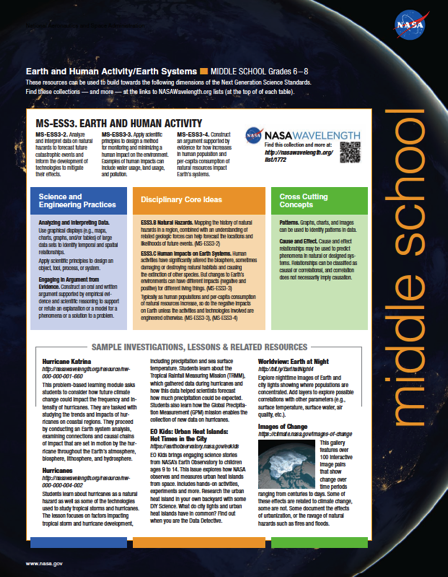 NASA
Earth and Human Activity/Earth Systems ■ MIDDLE SCHOOL Grades 6–8
These resources can be used to build towards the following dimensions of the Next Generation Science Standards.
Find these collections — and more — at the links to NASAWavelength.org lists (at the top of each table).
middle school
MS-ESS3. EARTH AND HUMAN ACTIVITY
MS-ESS3-2. Analyze
and interpret data on natural
hazards to forecast future
catastrophic events and
inform the development of
technologies to mitigate
their effects.
MS-ESS3-3. Apply scientific
principles to design a method
for monitoring and minimizing a
human impact on the environment.
Examples of human impacts can
include water usage, land usage,
and pollution.
MS-ESS3-4. Construct
an argument supported by
evidence for how increases
in human population and
per-capita consumption of
natural resources impact
Earth's systems.
NASAWAVELENGTH
Find this collection and more at:
http://nasawavelength.org/
list/1772
Science and
Engineering Practices
Analyzing and Interpreting Data.
Use graphical displays (e.g., maps,
charts, graphs, and/or tables) of large
data sets to identify temporal and spatial
relationships.
Apply scientific principles to design an
object, tool, process, or system.
Engaging in Argument from
Evidence. Construct an oral and written
argument supported by empirical evi-
dence and scientific reasoning to support
or refute an explanation or a model for a
phenomenon or a solution to a problem.
Disciplinary Core Ideas
ESS3.B Natural Hazards. Mapping the history of natural
hazards in a region, combined with an understanding of
related geologic forces can help forecast the locations and
likelihoods of future events. (MS-ESS3-2)
ESS3.C Human Impacts on Earth Systems. Human
activities have significantly altered the biosphere, sometimes
damaging or destroying natural habitats and causing
the extinction of other species. But changes to Earth's
environments can have different impacts (negative and
positive) for different living things. (MS-ESS3-3)
Typically as human populations and per-capita consumption
of natural resources increase, so do the negative impacts
on Earth unless the activities and technologies involved are
engineered otherwise. (MS-ESS3-3), (MS-ESS3-4)
Cross Cutting
Concepts
Patterns. Graphs, charts, and images
can be used to identify patterns in data.
Cause and Effect. Cause and effect
relationships may be used to predict
phenomena in natural or designed sys-
tems. Relationships can be classified as
causal or correlational, and correlation
does not necessarily imply causation.
SAMPLE INVESTIGATIONS, LESSONS & RELATED RESOURCES
Hurricane Katrina
This problem-based learning module asks
students to consider how future climate
change could impact the frequency and in-
tensity of hurricanes. They are tasked with
studying the trends and impacts of hur-
ricanes on coastal regions. They proceed
by conducting an Earth system analysis,
examining connections and causal chains
of impact that are set in motion by the hur-
ricane throughout the Earth's atmosphere,
biosphere, lithosphere, and hydrosphere.
Hurricanes
Students learn about hurricanes as a natural
hazard as well as some of the technologies
used to study tropical storms and hurricanes.
The lesson focuses on factors impacting
tropical storm and hurricane development,
including precipitation and sea surface
temperature. Students learn about the
Tropical Rainfall Measuring Mission (TRMM),
which gathered data during hurricanes and
how this data helped scientists forecast
how much precipitation could be expected.
Students also learn how the Global Precipita-
tion Measurement (GPM) mission enables the
collection of new data on hurricanes.
EO Kids: Urban Heat Islands:
Hot Times in the City
https://earthobservatory.nasa.gov/eokids
EO Kids brings engaging science stories
from NASA's Earth Observatory to children
ages 9 to 14. This issue explores how NASA
observes and measures urban heat islands
from space. Includes hands-on activities,
experiments and more. Research the urban
heat island in your own backyard with some
DIY Science. What do city lights and urban
heat islands have in common? Find out
when you are the Data Detective.
Worldview: Earth at Night
Explore nighttime images of Earth and
city lights showing where populations are
concentrated. Add layers to explore possible
correlations with other parameters (e.g.,
surface temperature, surface water, air
quality, etc.).
Images of Change
https://climate.nasa.gov/images-of-change
This gallery
features over
100 interactive
image pairs
that show
change over
time periods
ranging from centuries to days. Some of
these effects are related to climate change,
some are not. Some document the effects
of urbanization, or the ravage of natural
hazards such as fires and floods.
www.nasa.gov